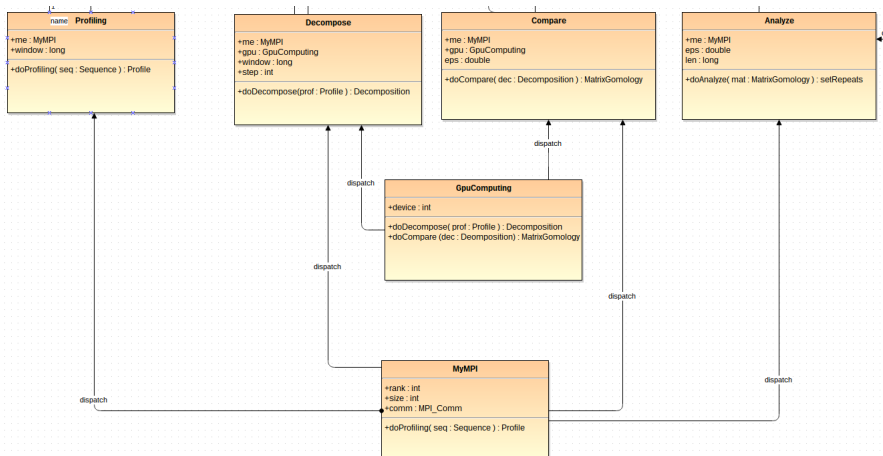 name Profiling
+me : MyMPI
+window : long
+doProfiling( seq : Sequence ) : Profile
Decompose
+me : MyMPI
+gpu : GpuComputing
+window : long
+step : int
+doDecompose(prof : Profile ) : Decomposition
Compare
+me : MyMPI
+gpu : GpuComputing
eps : double
+doCompare( dec : Decomposition ) : MatrixGomology
Analyze
+me : MyMPI
eps : double
len : long
+doAnalyze( mat : MatrixGomology ) : setRepeats
dispatch
dispatch
GpuComputing
+device : int
+doDecompose( prof : Profile ) : Decomposition
+doCompare (dec : Deomposition) : MatrixGomology
dispatch
dispatch
MyMPI
+rank : int
+size : int
+comm : MPI_Comm
+doProfiling( seq : Sequence ) : Profile
dispatch
dispatch